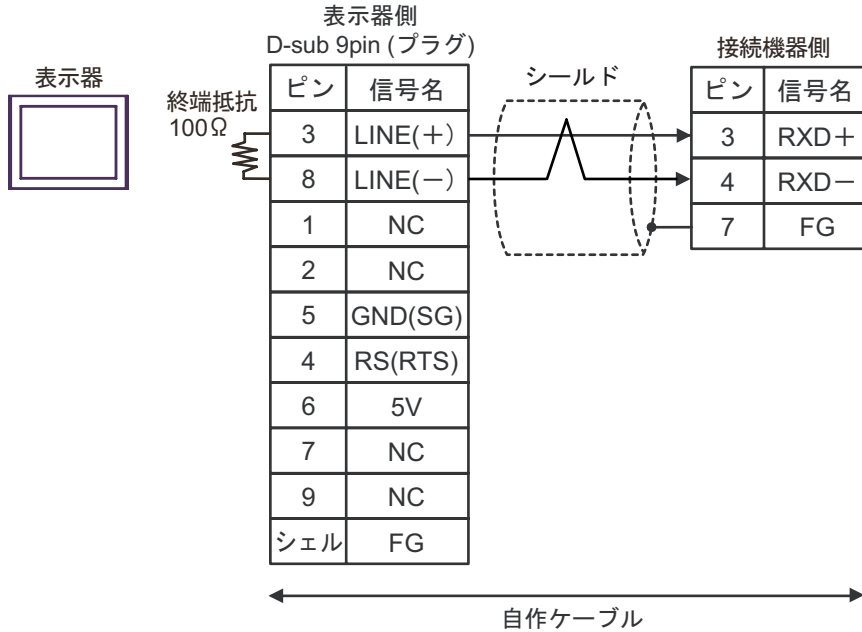 表示器側
D-sub 9pin (プラグ)
接続機器側
表示器
終端抵抗
100Ω
シールド
ピン 信号名
3 LINE(+)
8 LINE(-)
1 NC
2 NC
5 GND(SG)
4 RS(RTS)
6 5V
7 NC
9 NC
シェル FG
ピン 信号名
3 RXD+
4 RXD-
7 FG
自作ケーブル